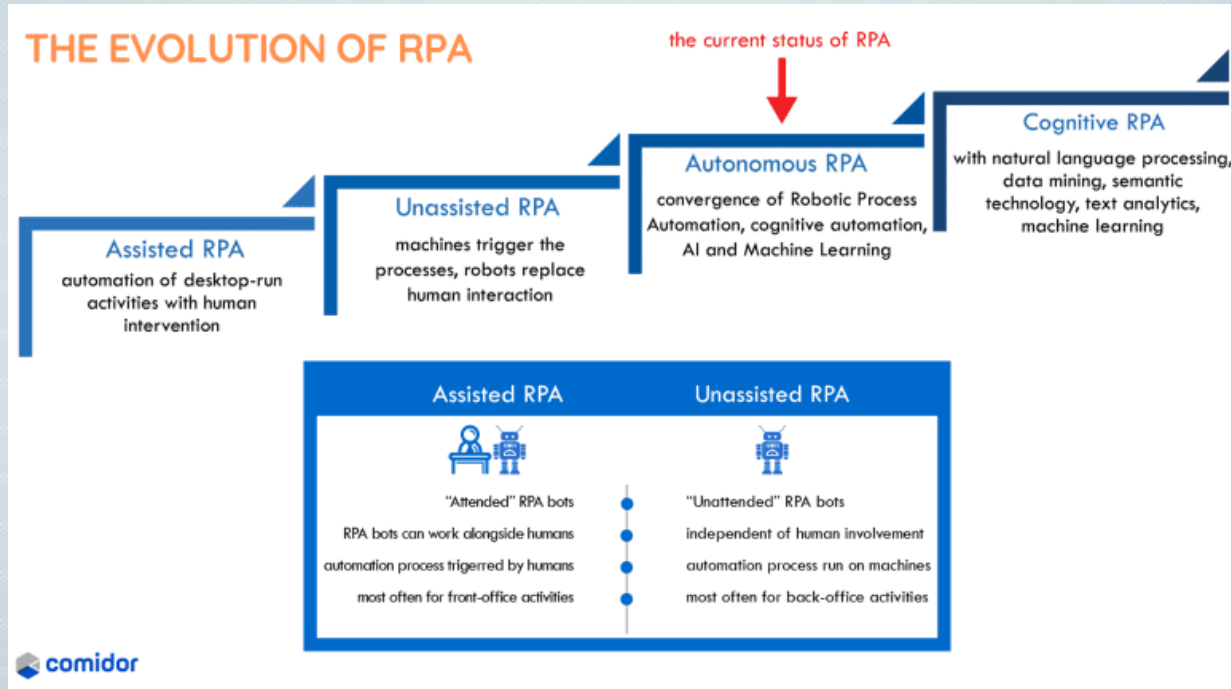 THE EVOLUTION OF RPA
the current status of RPA
Assisted RPA
automation of desktop-run
activities with human
intervention
Unassisted RPA
machines trigger the
processes, robots replace
human interaction
Autonomous RPA
convergence of Robotic Process
Automation, cognitive automation,
AI and Machine Learning
Cognitive RPA
with natural language processing,
data mining, semantic
technology, text analytics,
machine learning
Assisted RPA
Unassisted RPA
"Attended" RPA bots
"Unattended" RPA bots
RPA bots can work alongside humans
independent of human involvement
automation process trigerred by humans
automation process run on machines
most often for front-office activities
most often for back-office activities
comidor